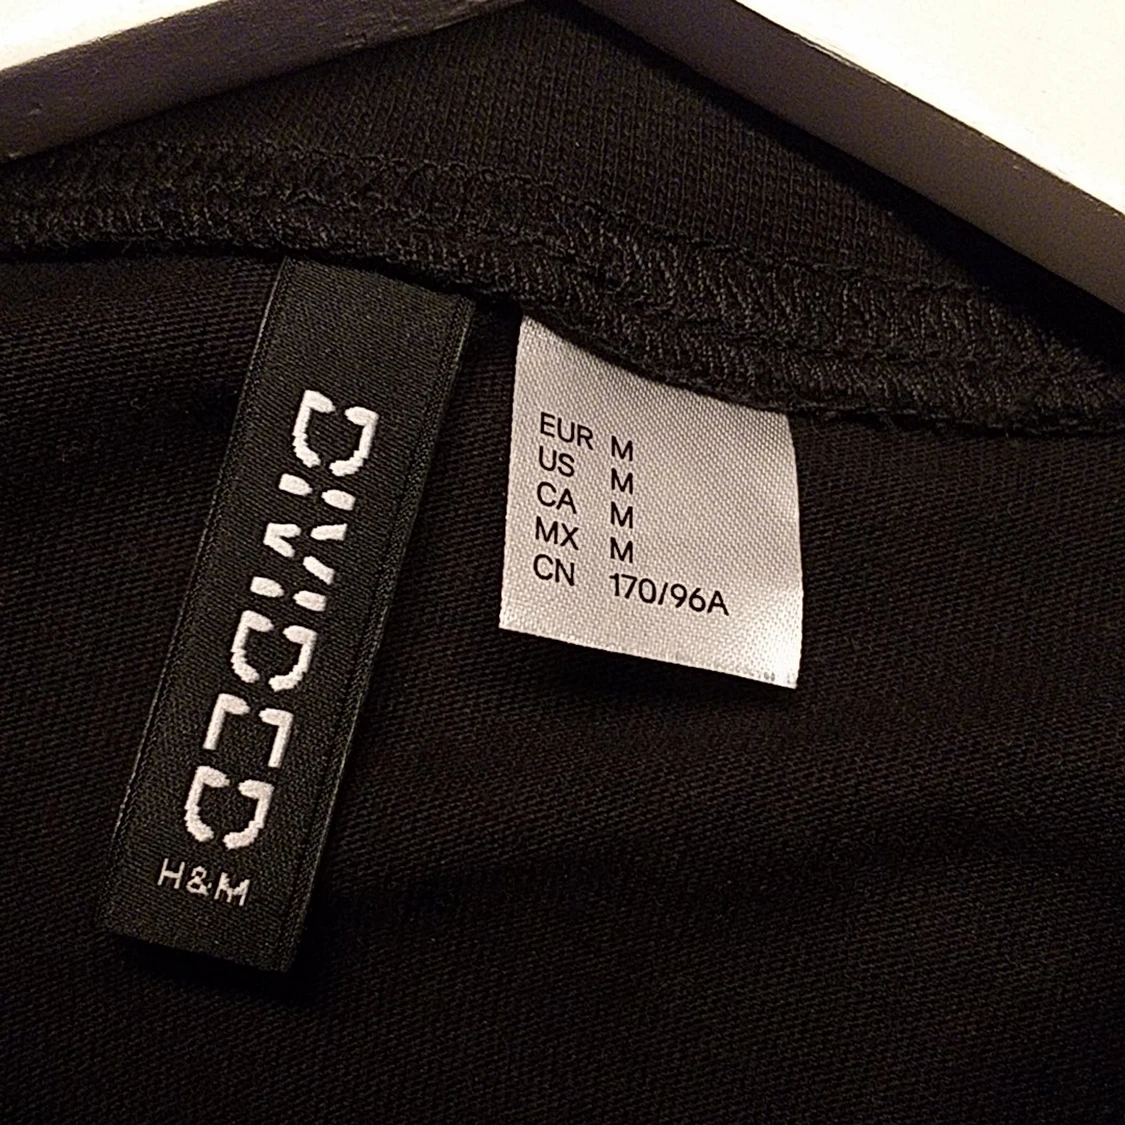 DIVIDED
H&M
EUR M
US M
CA M
MX M
CN 170/96A